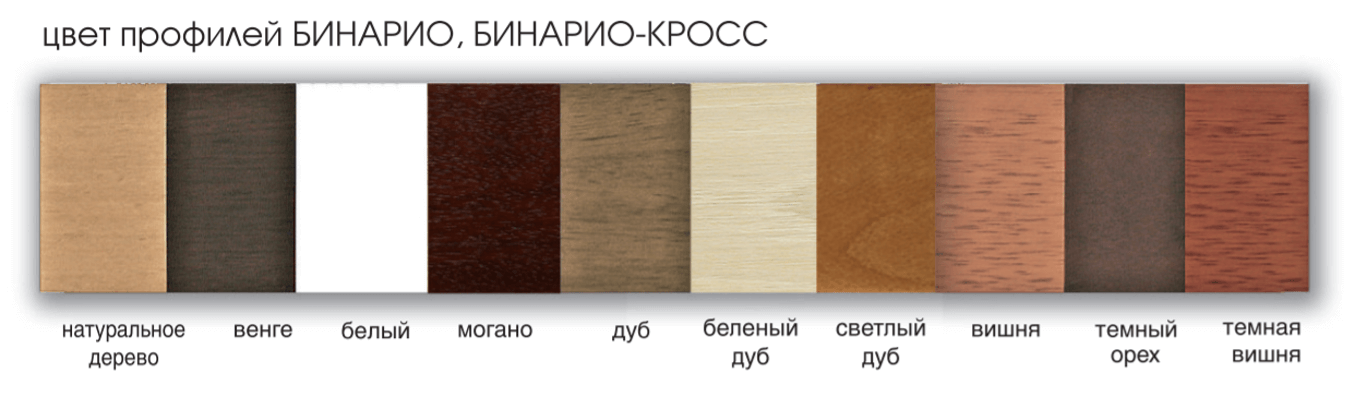 цвет профилей БИНАРИО, БИНАРИО-КРОСС
натуральное дерево
венге
белый
могано
дуб
беленый дуб
светлый дуб
вишня
темный орех
темная вишня